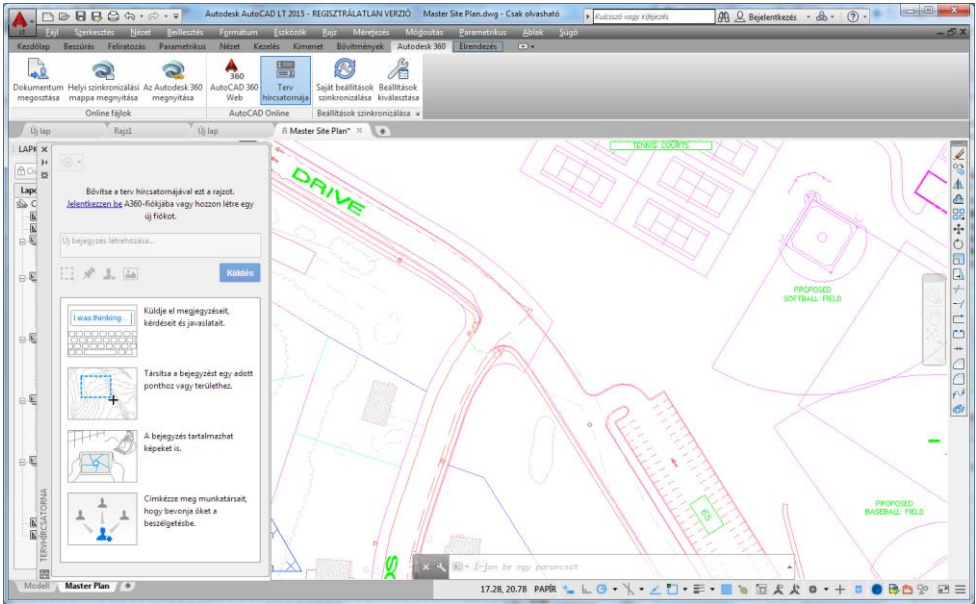 Autodesk AutoCAD LT 2015 - REGISZTRÁLATLAN VERZIÓ Master Site Plan.dwg - Csak olvasható
Kulcsszó vagy kifejezés
Bejelentkezés
LT
Fájl Szerkesztés Nézet Beillesztés Formátum Eszközök Rajz Méretezés Módosítás Parametrikus Ablak Súgó
Kezdőlap Beszúrás Feliratozás Parametrikus Nézet Kezelés Kimenet Bővítmények Autodesk 360 Elrendezés
Dokumentum megosztása
Helyi szinkronizálási mappa megnyitása
Az Autodesk 360 megnyitása
360
AutoCAD 360 Web
Terv hírcsatornája
Saját beállítások szinkronizálása
Beállítások kiválasztása
Online fájlok
AutoCAD Online
Beállítások szinkronizálása
Új lap
Rajz1
Új lap
Master Site Plan*
Bővítse a terv hírcsatornájával ezt a rajzot.
Jelentkezzen be A360-fiókjába vagy hozzon létre egy
új fiókot.
Új bejegyzés létrehozása...
Küldés
I was thinking...
Küldje el megjegyzéseit,
kérdéseit és javaslatait.
Társítsa a bejegyzést egy adott
ponthoz vagy területhez.
A bejegyzés tartalmazhat
képeket is.
Címkézze meg munkatársait,
hogy bevonja őket a
beszélgetésbe.
TERVHÍRCSATORNA
TENNIS COURTS
DRIVE
PROPOSED
SOFTBALL FIELD
65
PROPOSED
BASEBALL FIELD
Írjon be egy parancsot
Modell
Master Plan
17.28, 20.78 PAPÍR